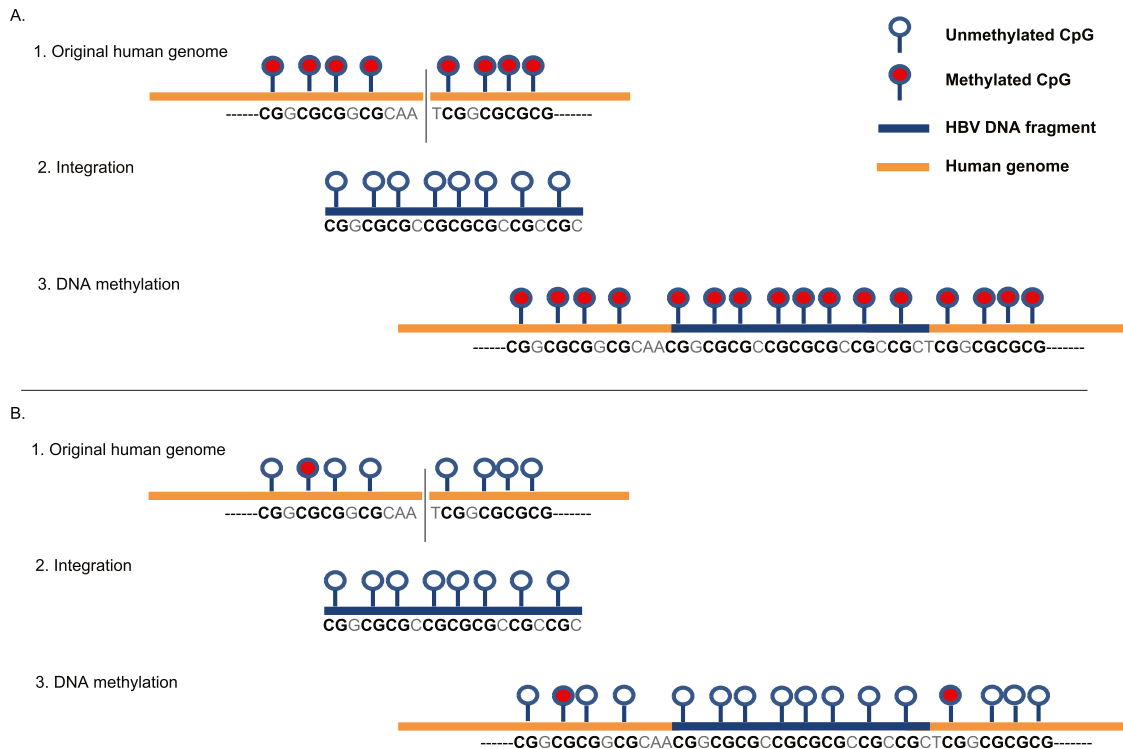 A.
1. Original human genome
------CGGCGCGGCGCAA TCGGCGCGCG-------
2. Integration
CGGCGCGCCGCGCGCCGCCGC
3. DNA methylation
------CGGCGCGGCGCAACGGCGCGCCGCGCGCCGCCGCTCGGCGCGCG-------
Unmethylated CpG
Methylated CpG
HBV DNA fragment
Human genome
B.
1. Original human genome
------CGGCGCGGCGCAA TCGGCGCGCG-------
2. Integration
CGGCGCGCCGCGCGCCGCCGC
3. DNA methylation
------CGGCGCGGCGCAACGGCGCGCCGCGCGCCGCCGCTCGGCGCGCG-------